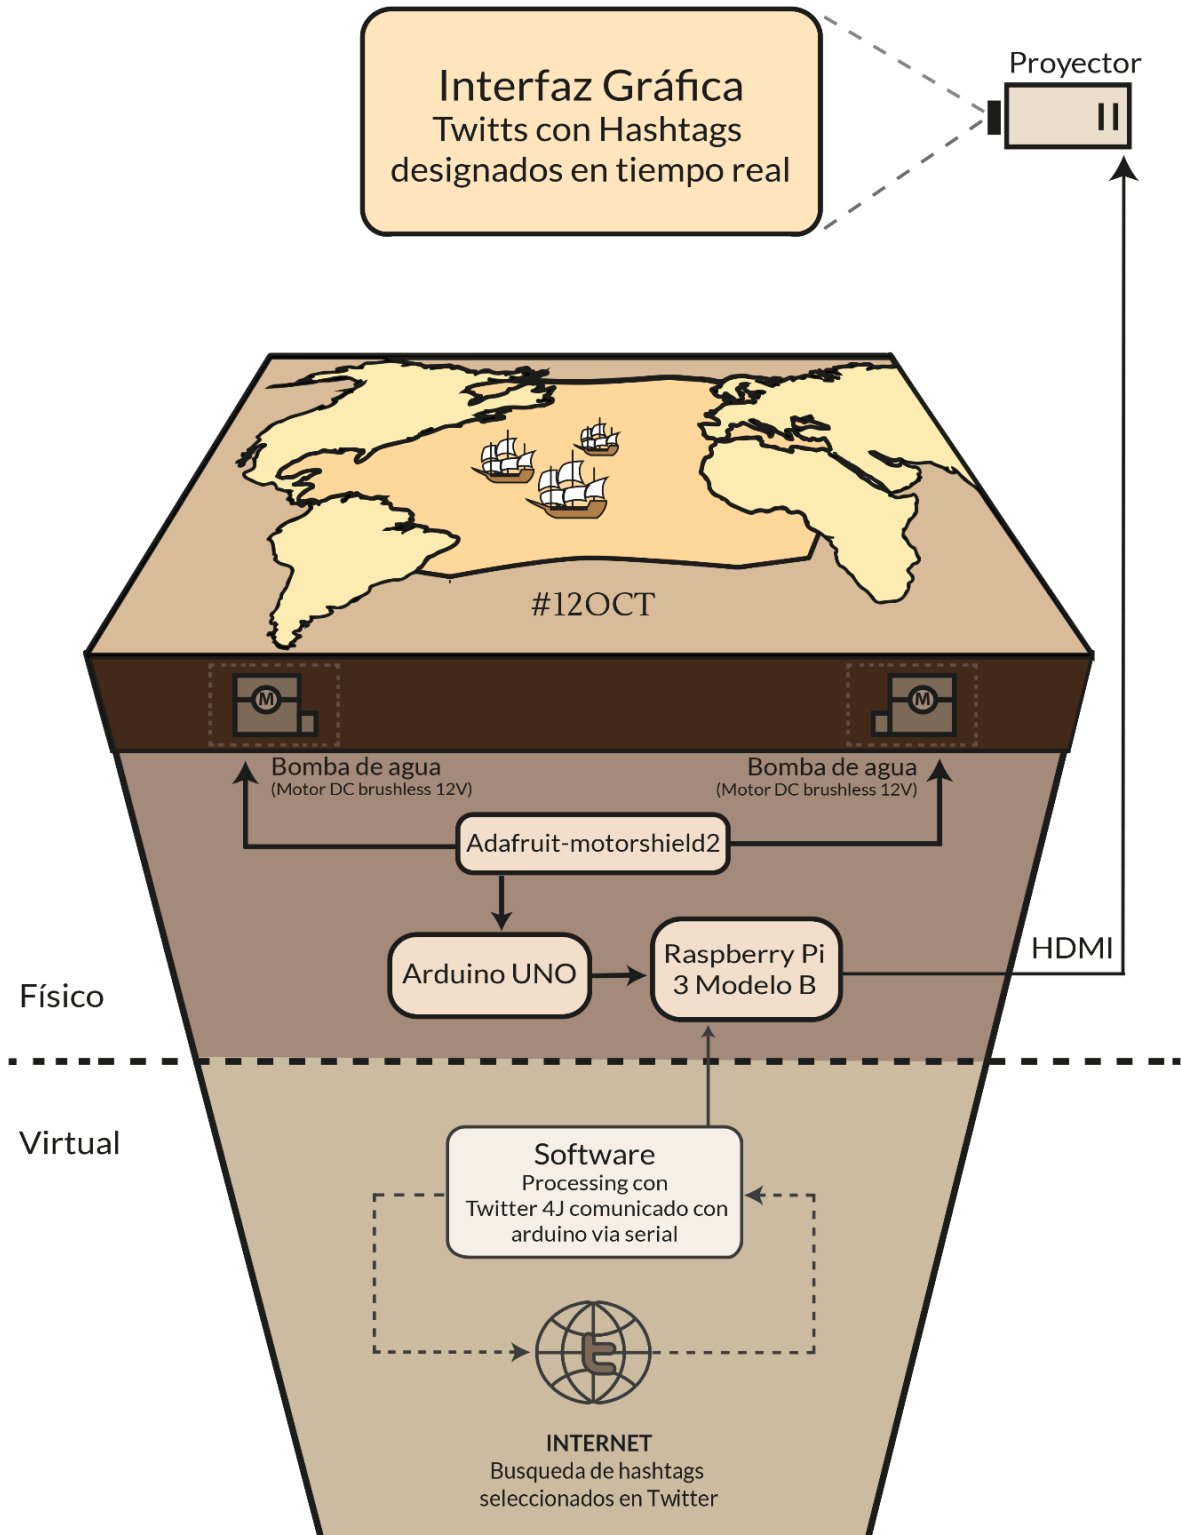 Interfaz Gráfica
Twitts con Hashtags
designados en tiempo real
Proyector
#12OCT
M
M
Bomba de agua
(Motor DC brushless 12V)
Bomba de agua
(Motor DC brushless 12V)
Adafruit-motorshield2
Arduino UNO
Raspberry Pi
3 Modelo B
HDMI
Físico
Virtual
Software
Processing con
Twitter 4J comunicado con
arduino via serial
t
INTERNET
Busqueda de hashtags
seleccionados en Twitter